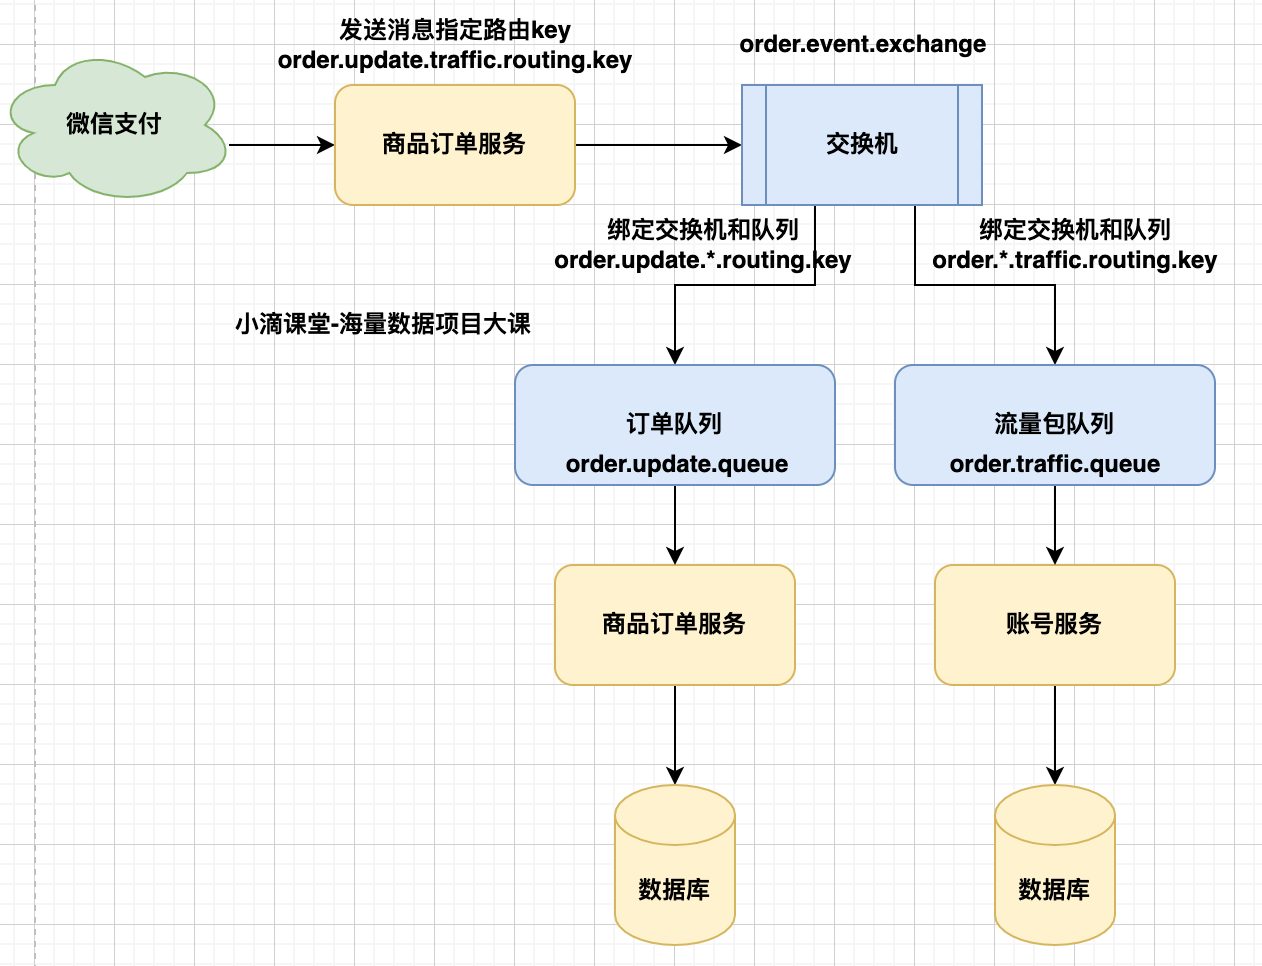 发送消息指定路由key
order.update.traffic.routing.key
order.event.exchange
微信支付
商品订单服务
交换机
绑定交换机和队列
order.update.*.routing.key
绑定交换机和队列
order.*.traffic.routing.key
小滴课堂-海量数据项目大课
订单队列
order.update.queue
流量包队列
order.traffic.queue
商品订单服务
账号服务
数据库
数据库